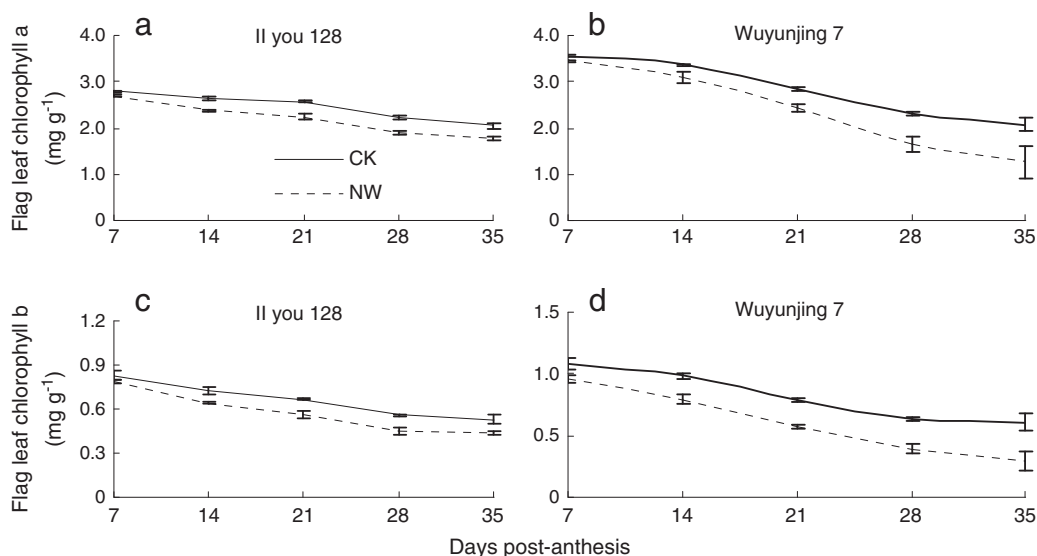 a
II you 128
4.0
3.0
2.0
1.0
0
7
14
21
28
35
CK
NW
Flag leaf chlorophyll a
(mg g-1)
b
Wuyunjing 7
4.0
3.0
2.0
1.0
0
7
14
21
28
35
c
II you 128
1.2
0.9
0.6
0.3
0
7
14
21
28
35
Flag leaf chlorophyll b
(mg g-1)
d
Wuyunjing 7
1.5
1.0
0.5
0
7
14
21
28
35
Days post-anthesis